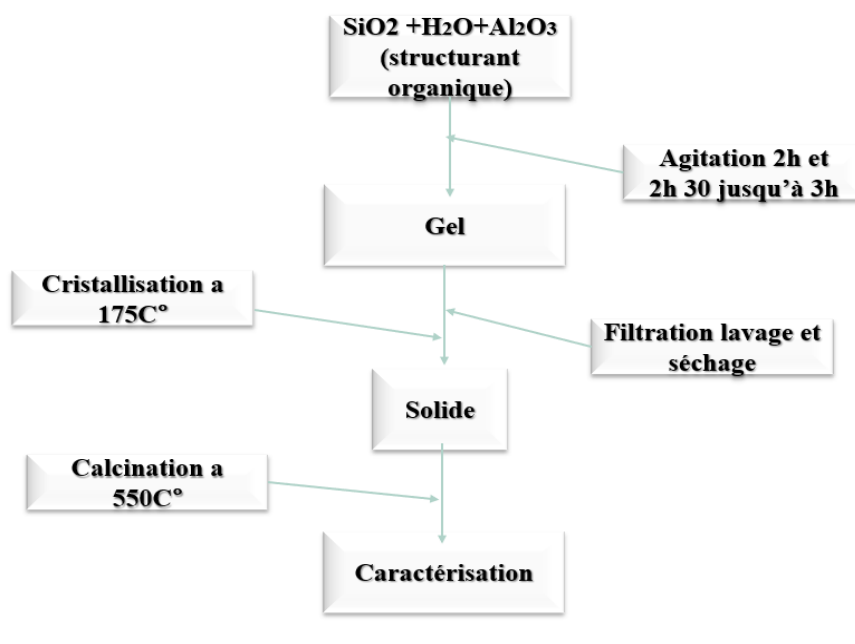 SiO2 +H2O+Al2O3
(structurant
organique)
Agitation 2h et
2h 30 jusqu’à 3h
Gel
Cristallisation a
175C°
Filtration lavage et
séchage
Solide
Calcination a
550C°
Caractérisation